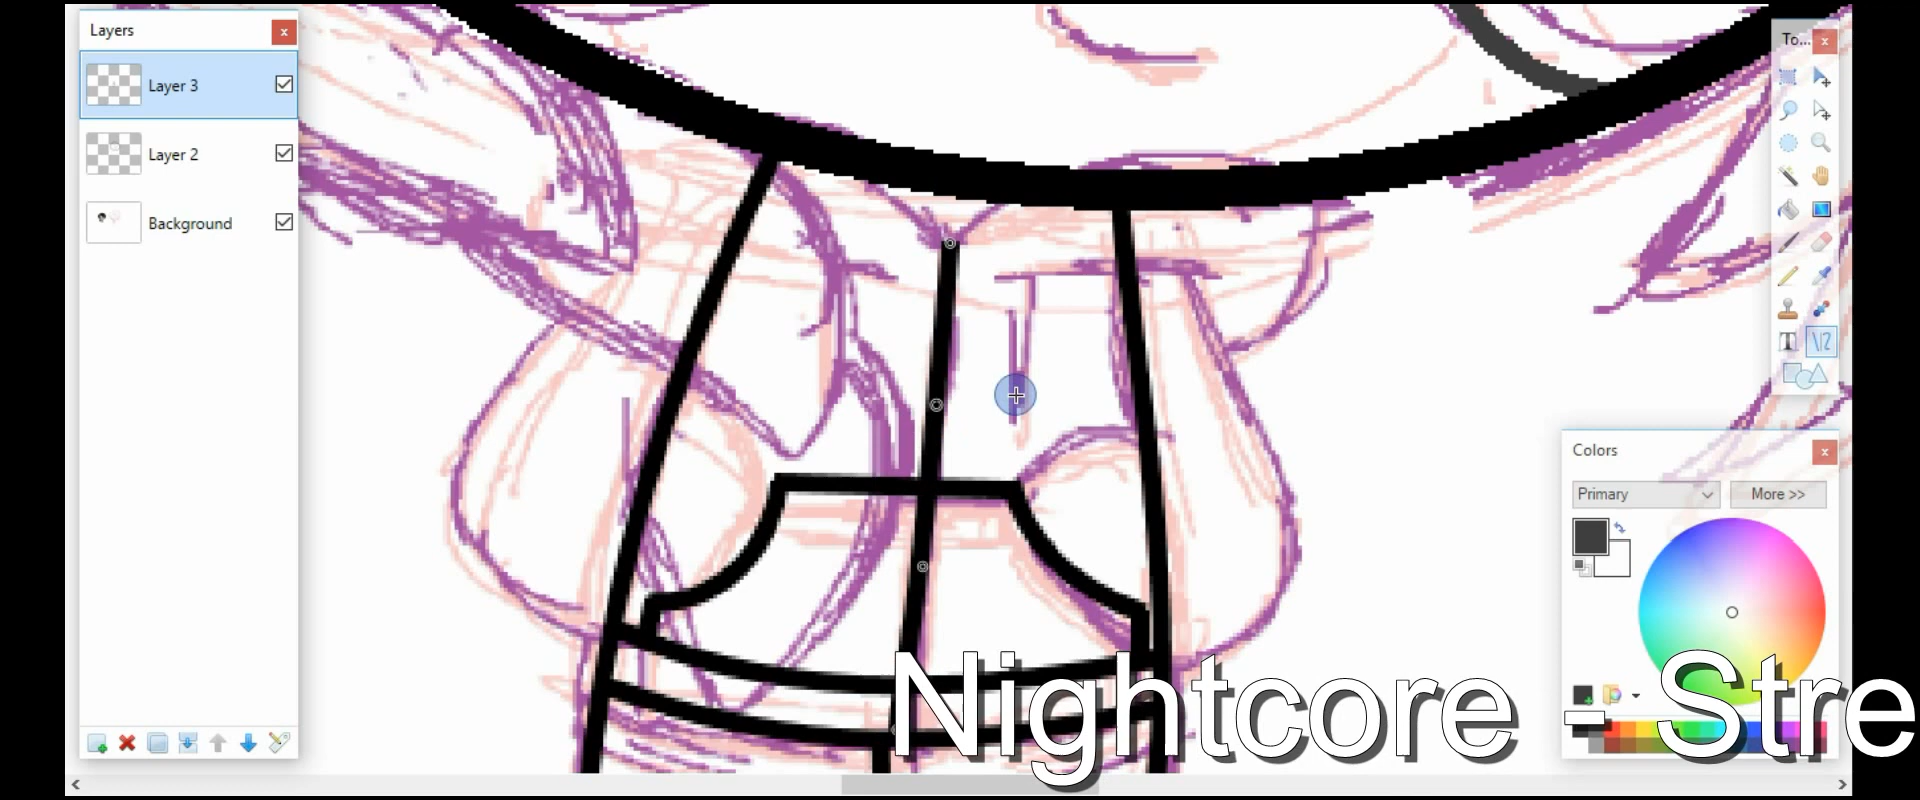 Layers
Layer 3
Layer 2
Background
To...
Colors
Primary
More >>
Nightcore - Stre